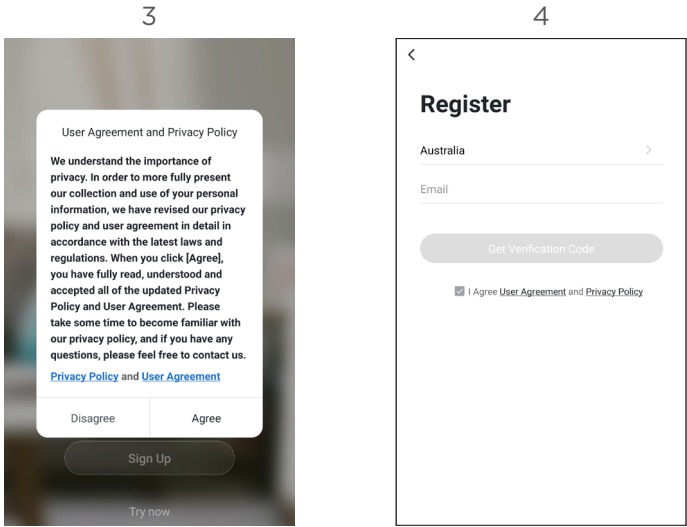 3
User Agreement and Privacy Policy
We understand the importance of
privacy. In order to more fully present
our collection and use of your personal
information, we have revised our privacy
policy and user agreement in detail in
accordance with the latest laws and
regulations. When you click [Agree],
you have fully read, understood and
accepted all of the updated Privacy
Policy and User Agreement. Please
take some time to become familiar with
our privacy policy, and if you have any
questions, please feel free to contact us.
Privacy Policy and User Agreement
Disagree
Agree
Sign Up
Try now
4
Register
Australia
Email
Get Verification Code
I Agree User Agreement and Privacy Policy